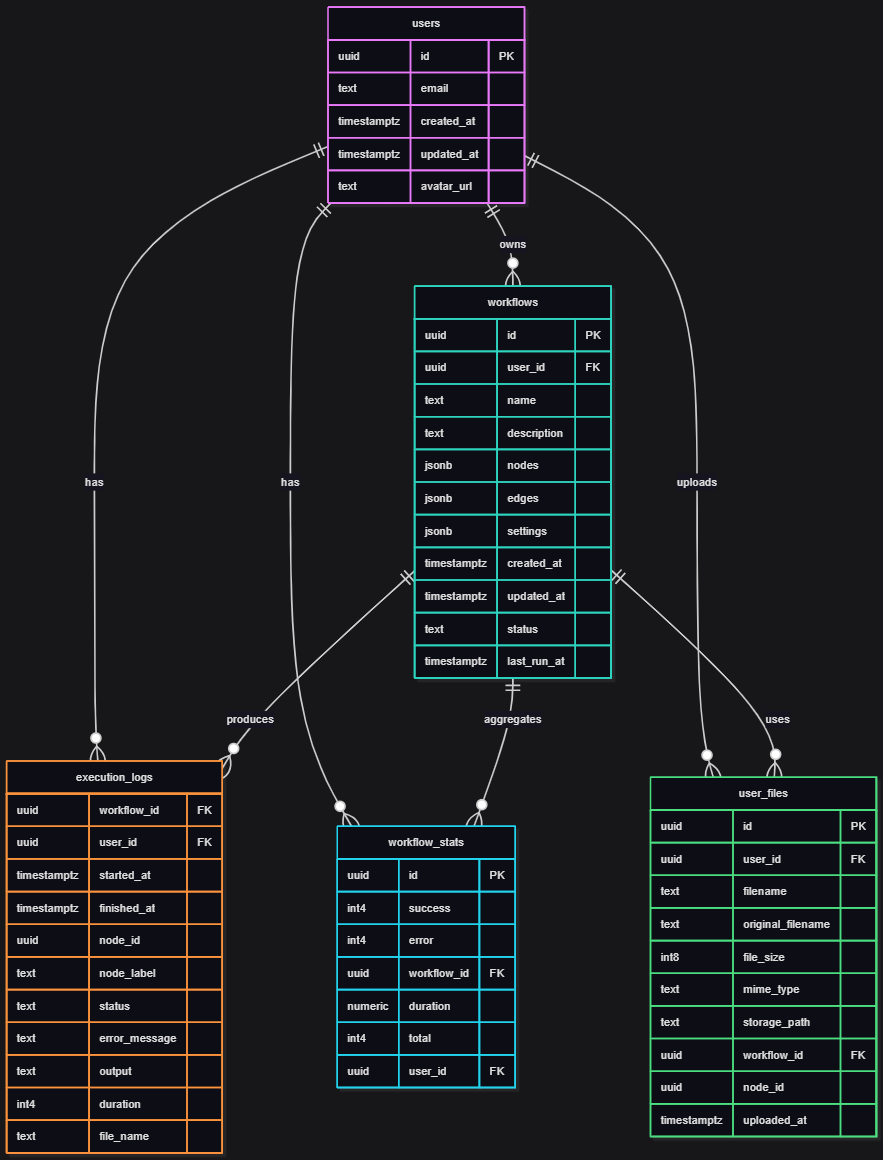 users
uuid id PK
text email
timestamptz created_at
timestamptz updated_at
text avatar_url
owns
workflows
uuid id PK
uuid user_id FK
text name
text description
jsonb nodes
has
has
uploads
jsonb edges
jsonb settings
timestamptz created_at
timestamptz updated_at
text status
timestamptz last_run_at
produces
aggregates
uses
execution_logs
uuid workflow_id FK
uuid user_id FK
timestamptz started_at
timestamptz finished_at
uuid node_id
text node_label
text status
text error_message
text output
int4 duration
text file_name
workflow_stats
uuid id PK
int4 success
int4 error
uuid workflow_id FK
numeric duration
int4 total
uuid user_id FK
user_files
uuid id PK
uuid user_id FK
text filename
text original_filename
int8 file_size
text mime_type
text storage_path
uuid workflow_id FK
uuid node_id
timestamptz uploaded_at